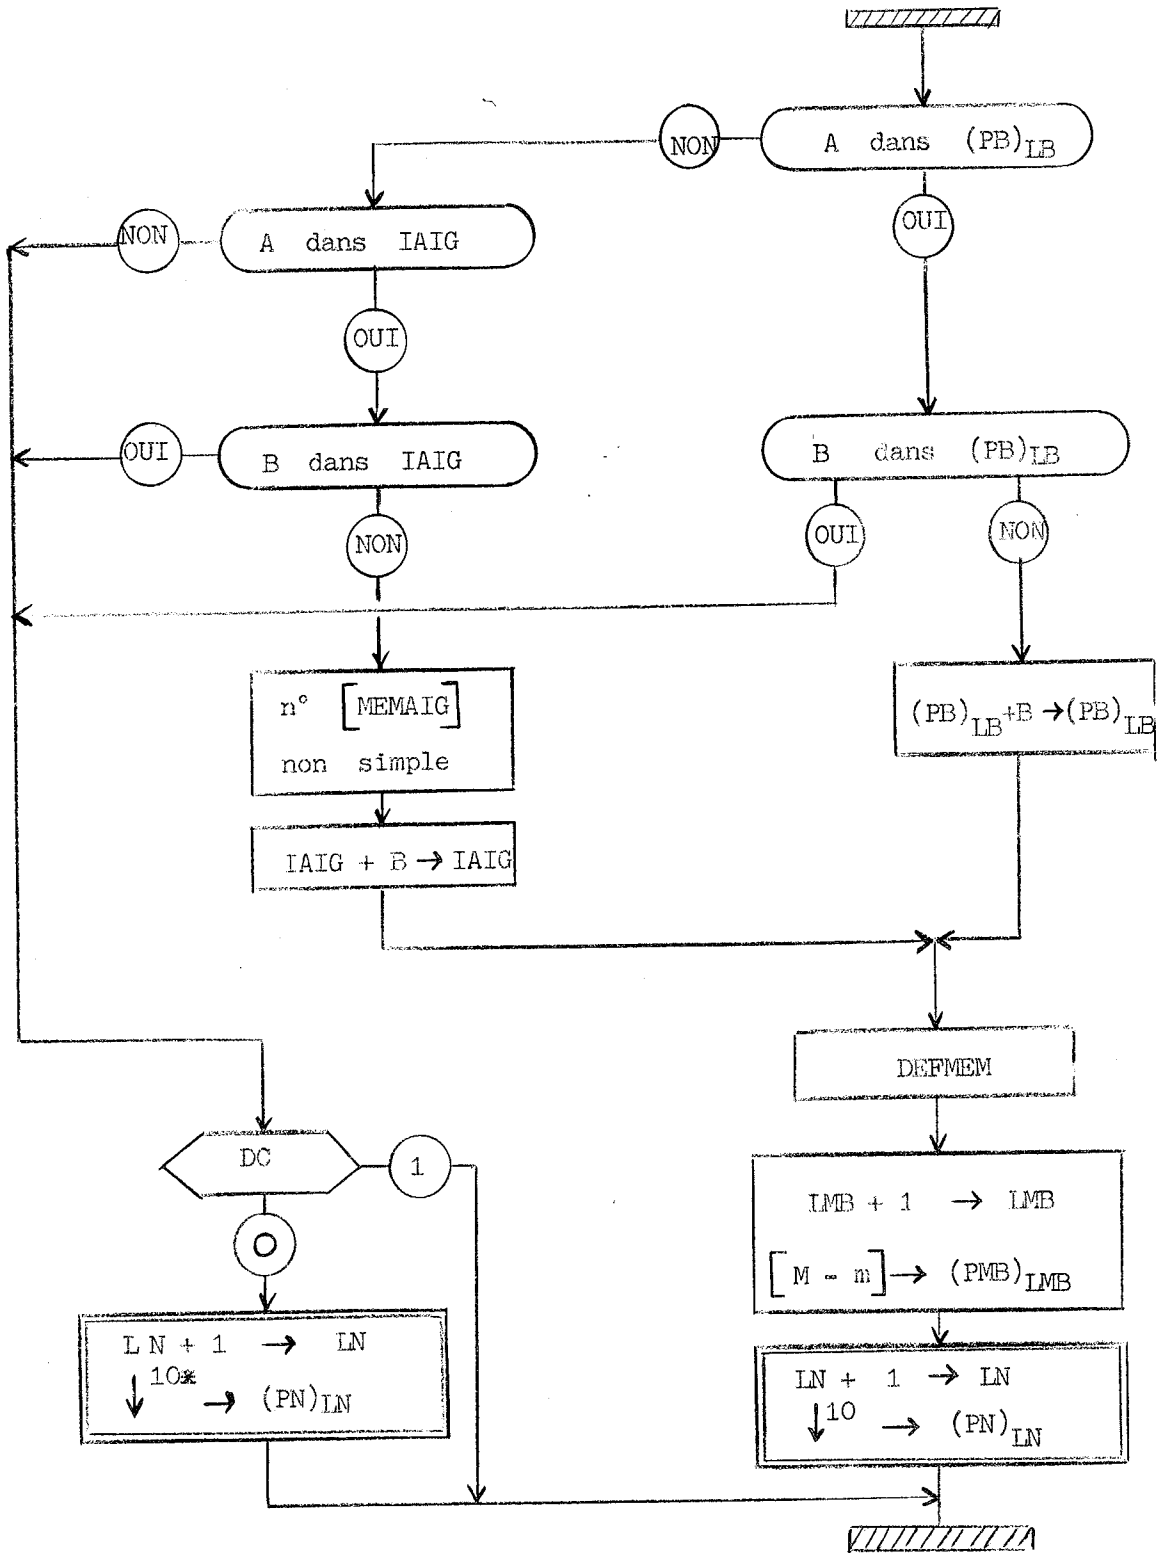 NON
A dans (PB)LB
NON
A dans IAIG
OUI
OUI
OUI
B dans IAIG
B dans (PB)LB
NON
OUI
NON
n° [MEMAIG]
non simple
(PB)LB+B → (PB)LB
IAIG + B → IAIG
DEFMEM
DC
1
LMB + 1 → LMB
[M - m] → (PMB)LMB
O
L N + 1 → LN
↓10* → (PN)LN
LN + 1 → LN
↓10 → (PN)LN